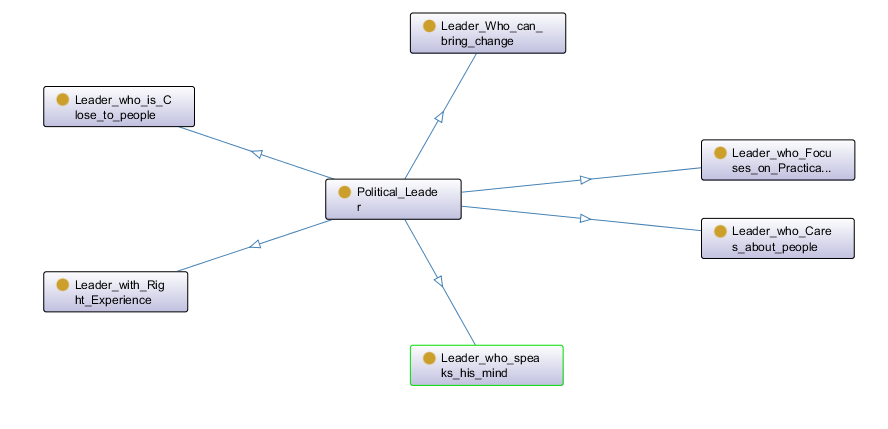 Leader_Who_can_
bring_change
Leader_who_is_C
lose_to_people
Leader_who_Focu
ses_on_Practica...
Political_Leade
r
Leader_who_Care
s_about_people
Leader_with_Rig
ht_Experience
Leader_who_spea
ks_his_mind